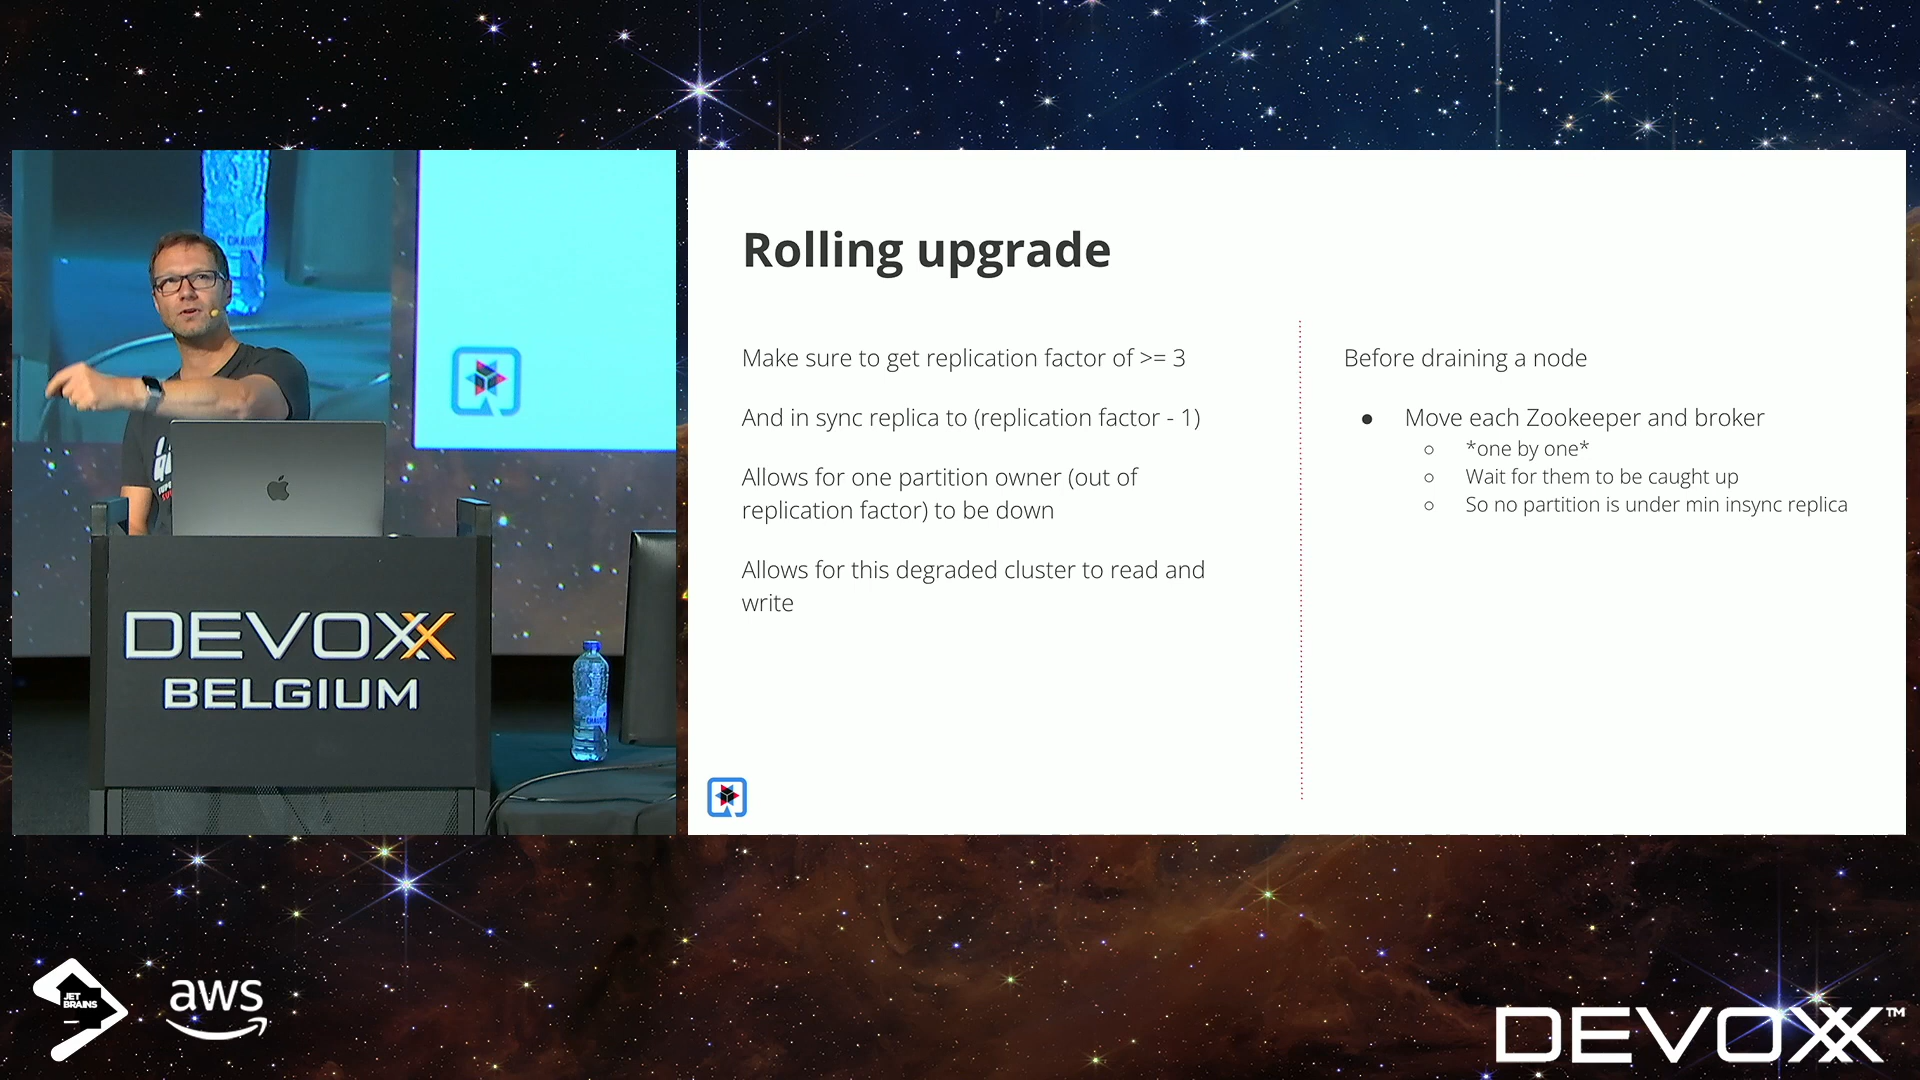 Rolling upgrade
Make sure to get replication factor of >= 3
And in sync replica to (replication factor - 1)
Allows for one partition owner (out of
replication factor) to be down
Allows for this degraded cluster to read and
write
Before draining a node
● Move each Zookeeper and broker
○ *one by one*
○ Wait for them to be caught up
○ So no partition is under min insync replica
DEVOXX
BELGIUM
JET
BRAINS
aws
DEVOXX™